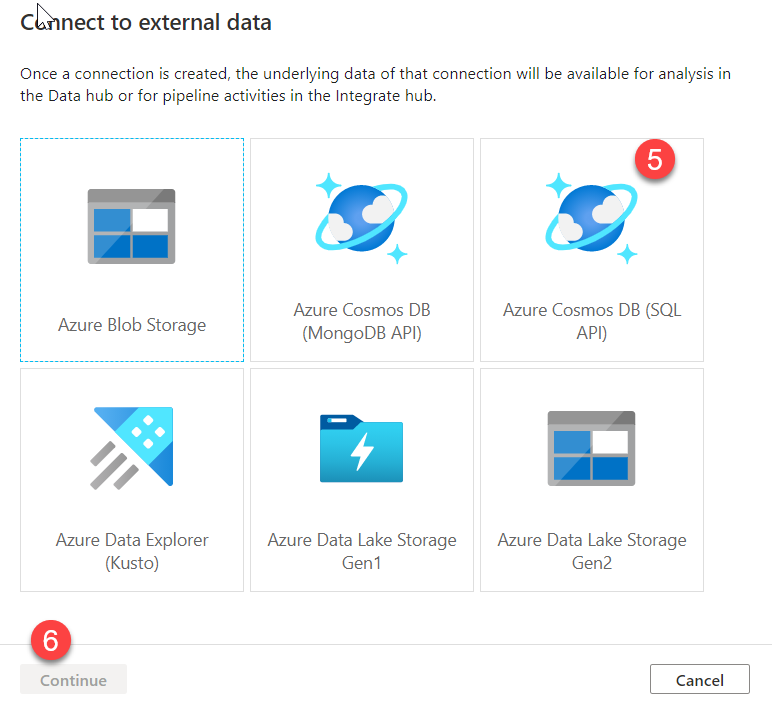 Connect to external data
Once a connection is created, the underlying data of that connection will be available for analysis in
the Data hub or for pipeline activities in the Integrate hub.
5
Azure Blob Storage
Azure Cosmos DB
(MongoDB API)
Azure Cosmos DB (SQL
API)
Azure Data Explorer
(Kusto)
Azure Data Lake Storage
Gen1
Azure Data Lake Storage
Gen2
6
Continue
Cancel